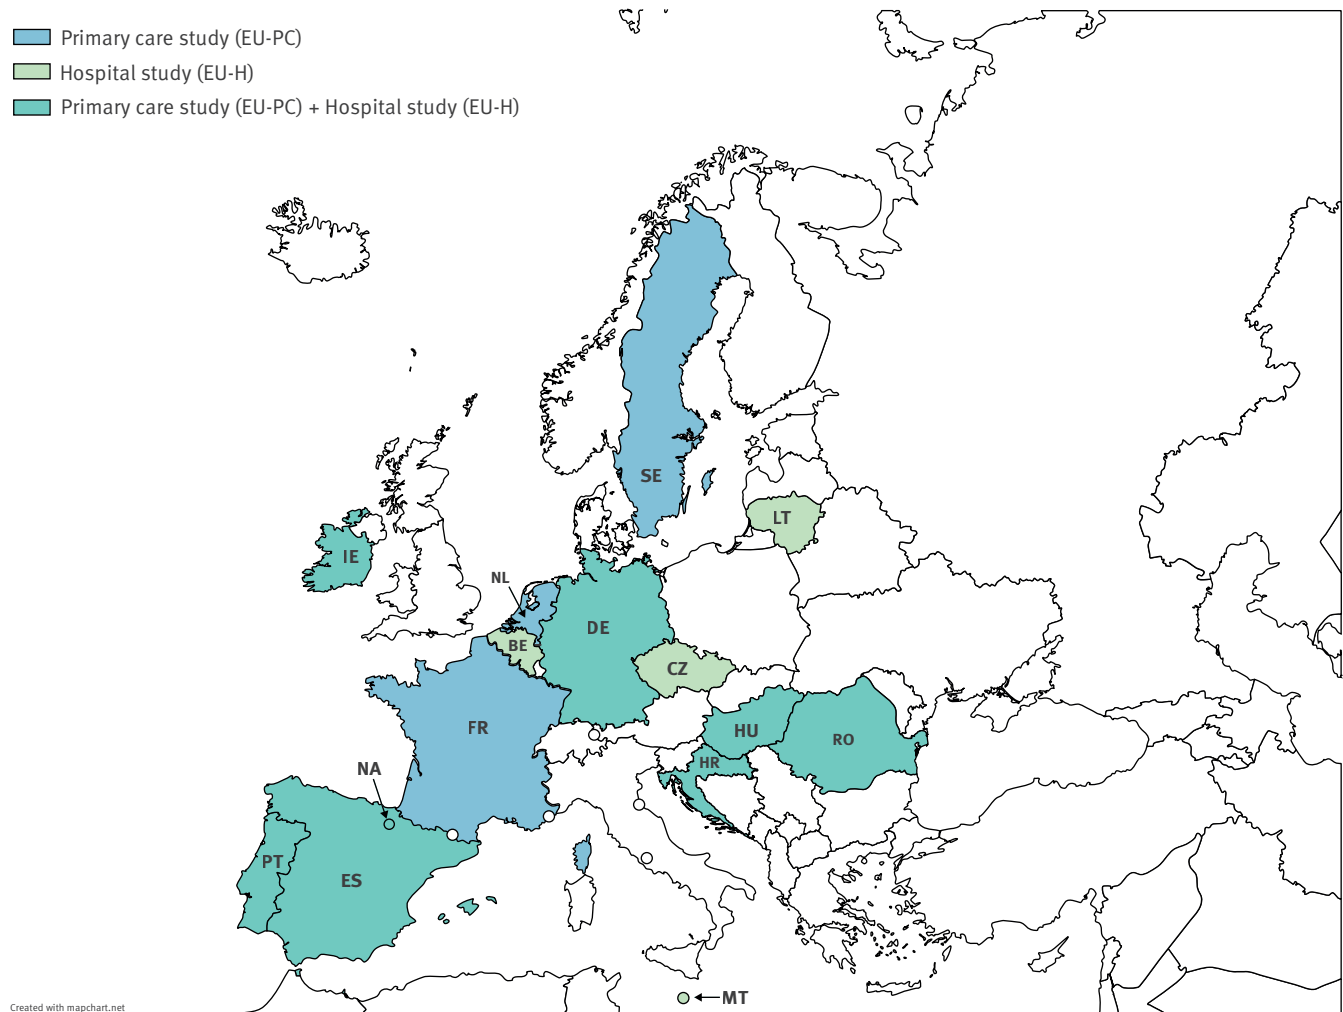 Primary care study (EU-PC)
Hospital study (EU-H)
Primary care study (EU-PC) + Hospital study (EU-H)
SE
LT
IE
NL
DE
BE
CZ
FR
HU
RO
HR
NA
PT
ES
MT
Created with mapchart.net